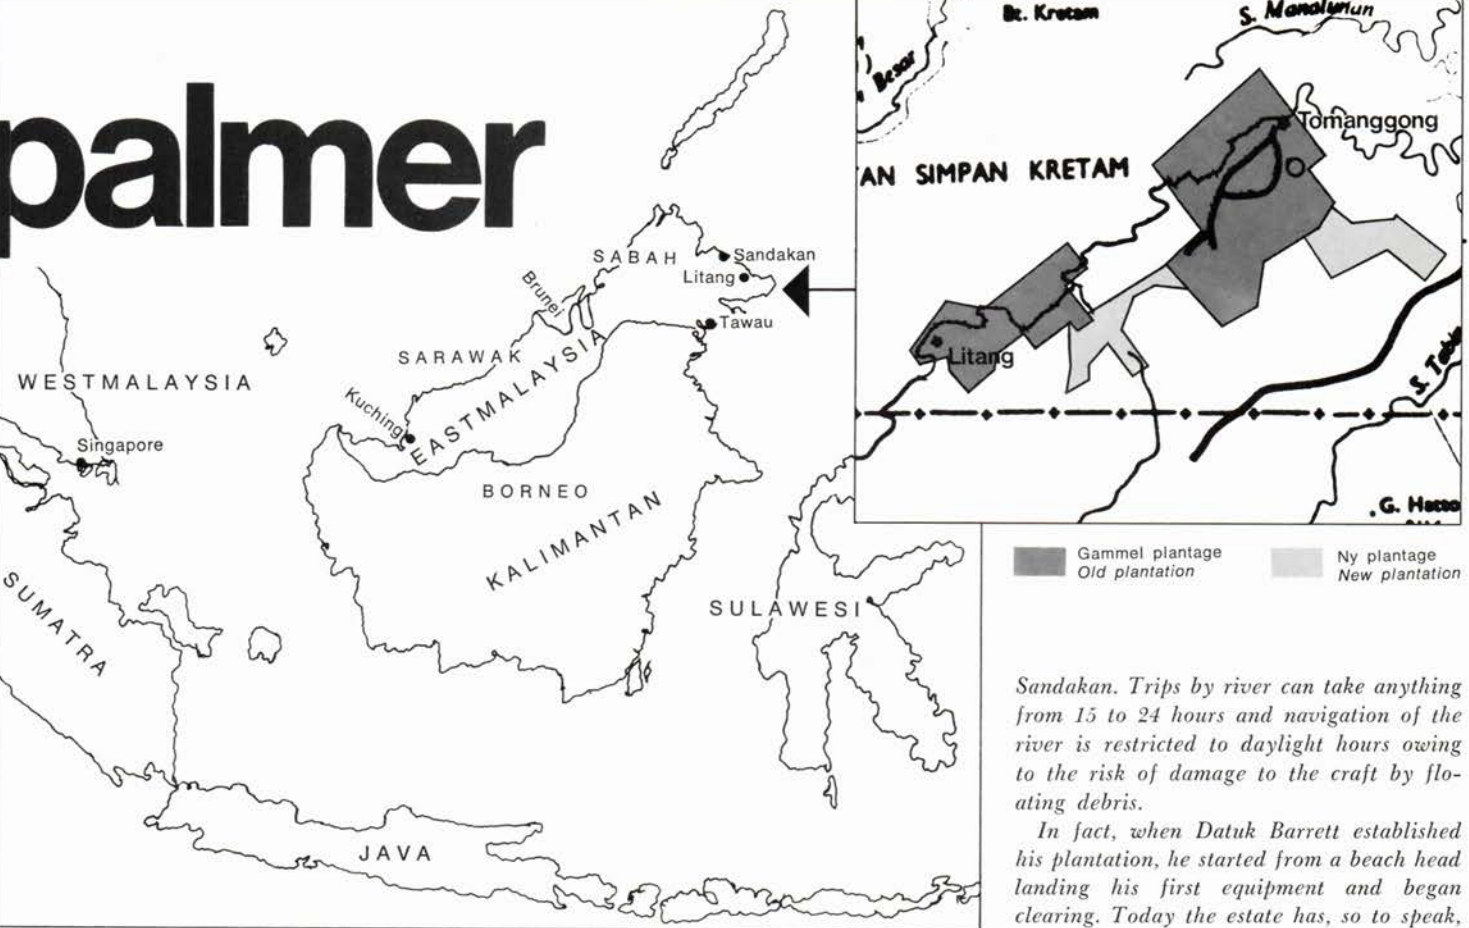 palmer
SABAH
Sandakan
Litang
Brunei
Tawau
SARAWAK
EASTMALAYSIA
WESTMALAYSIA
Kuching
Singapore
BORNEO
KALIMANTAN
SULAWESI
SUMATRA
JAVA
Bt. Kretam
Besar
Tomanggong
AN SIMPAN KRETAM
Litang
Gammel plantage
Old plantation
Ny plantage
New plantation
Sandakan. Trips by river can take anything
from 15 to 24 hours and navigation of the
river is restricted to daylight hours owing
to the risk of damage to the craft by flo-
ating debris.
In fact, when Datuk Barrett established
his plantation, he started from a beach head
landing his first equipment and began
clearing. Today the estate has, so to speak,